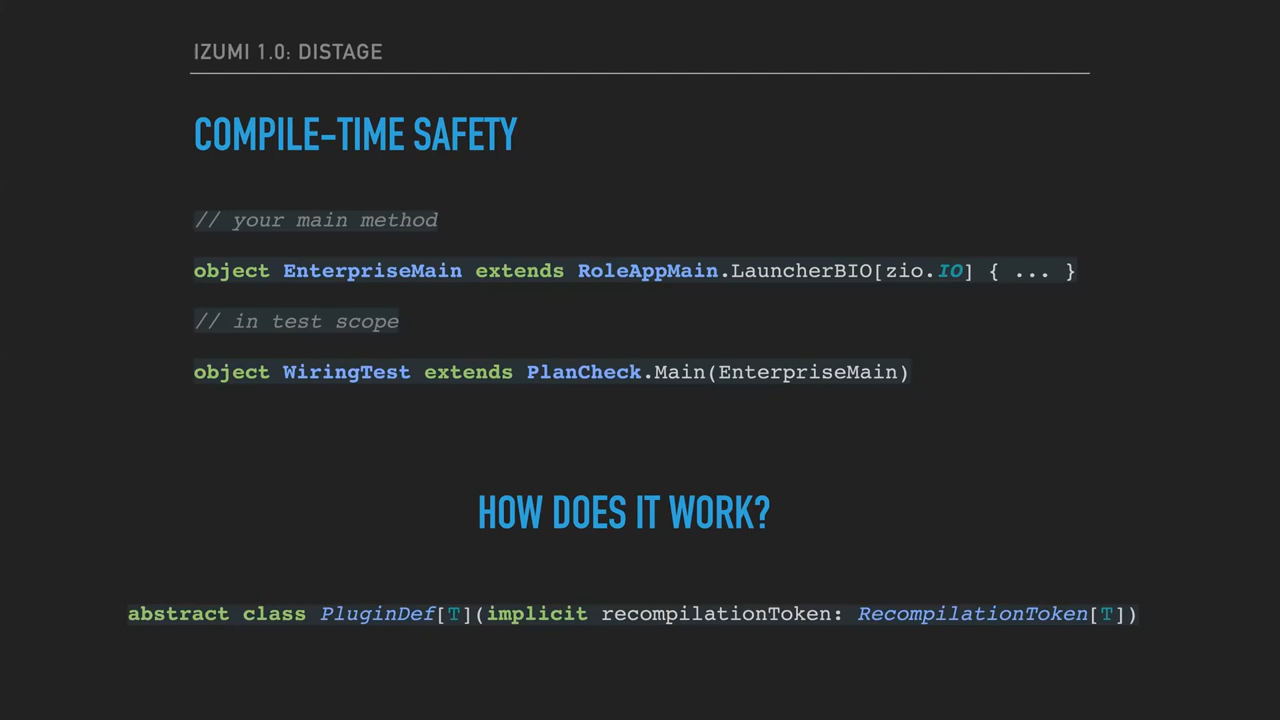 IZUMI 1.0: DISTAGE
COMPILE-TIME SAFETY
// your main method
object EnterpriseMain extends RoleAppMain.LauncherBIO[zio.IO] { ... }
// in test scope
object WiringTest extends PlanCheck.Main(EnterpriseMain)
HOW DOES IT WORK?
abstract class PluginDef[T](implicit recompilationToken: RecompilationToken[T])